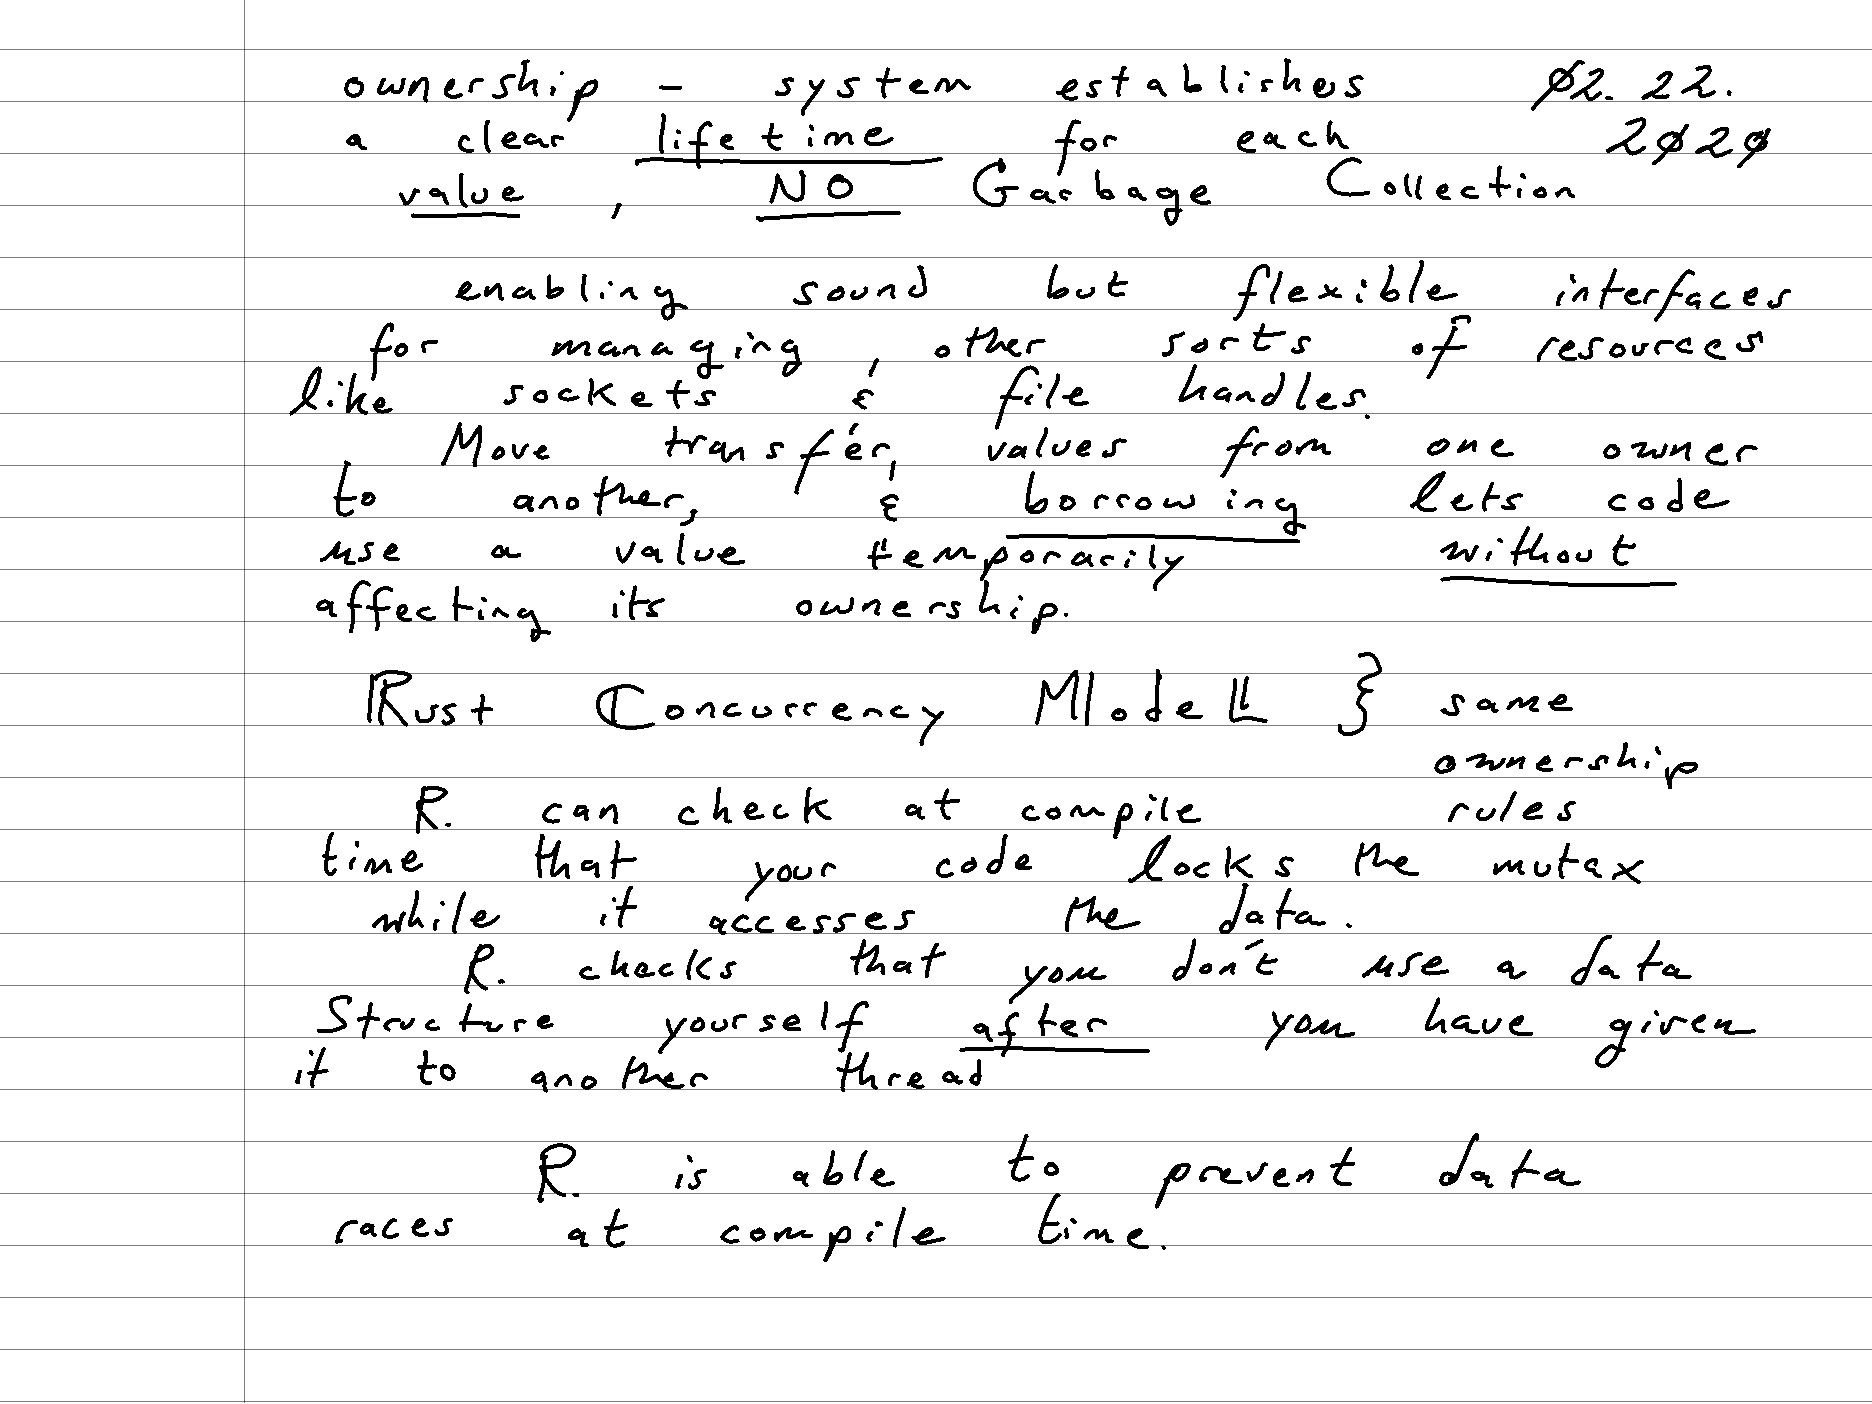 ownership - system establishes 02. 22.
a clear lifetime for each 2020
value, NO Garbage Collection
enabling sound but flexible interfaces
for managing, other sorts of resources
like sockets & file handles.
Move transfer, values from one owner
to another, & borrowing lets code
use a value temporarily without
affecting its ownership.
Rust Concurrency Model } same
ownership
R. can check at compile rules
time that your code locks the mutax
while it accesses the data.
R. checks that you don't use a data
Structure yourself after you have given
it to another thread
R. is able to prevent data
races at compile time.